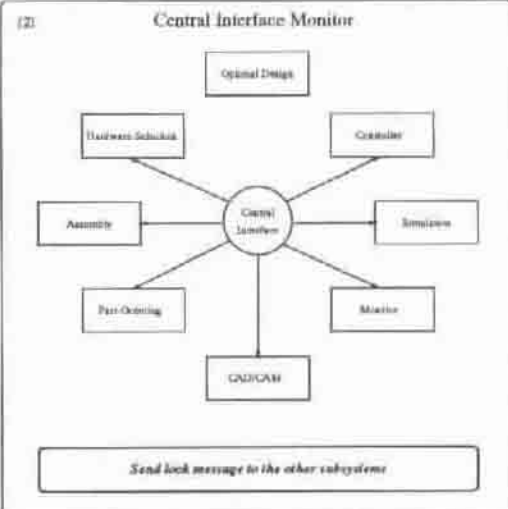 (2)
Central Interface Monitor
Optimal Design
Hardware Selection
Controller
Central
Interface
Assembly
Simulation
Part Ordering
Monitor
CAD/CAM
Send lock message to the other subsystems